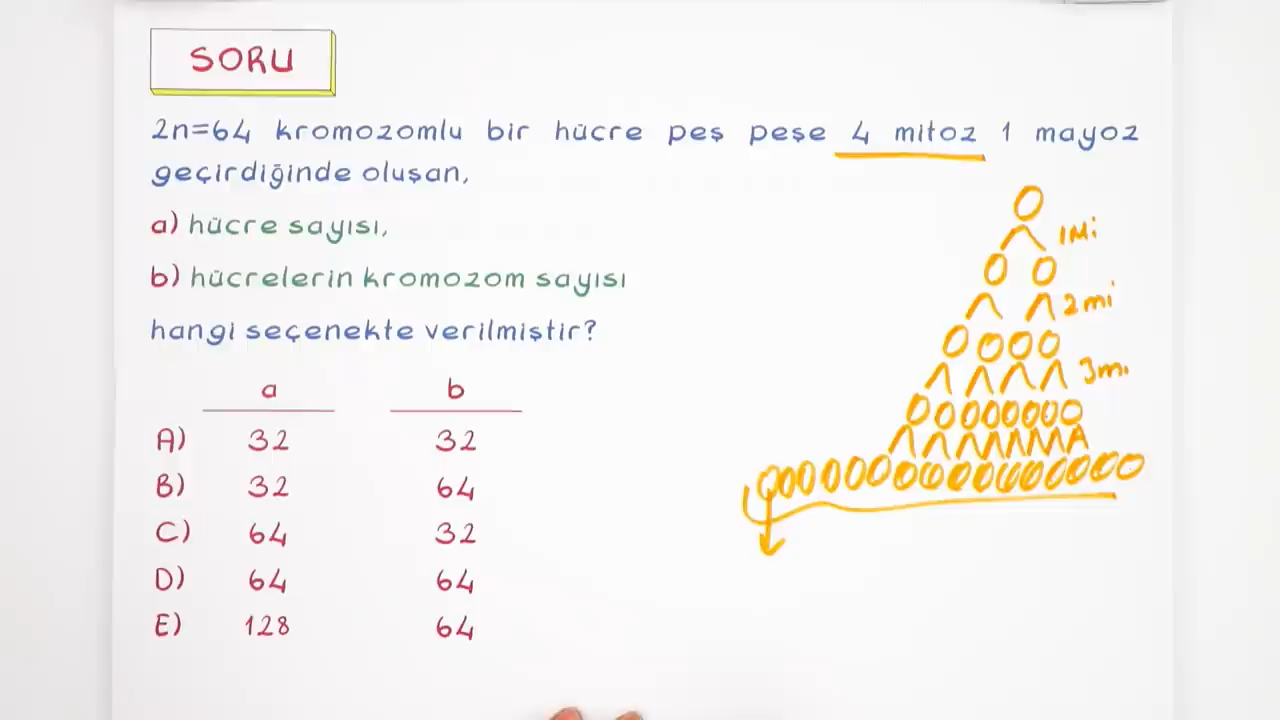 SORU
2n=64 kromozomlu bir hücre peş peşe 4 mitoz 1 mayoz
geçirdiğinde oluşan,
a) hücre sayısı,
b) hücrelerin kromozom sayısı
hangi seçenekte verilmiştir?
a b
A) 32 32
B) 32 64
C) 64 32
D) 64 64
E) 128 64
1Mi
2mi
3mi